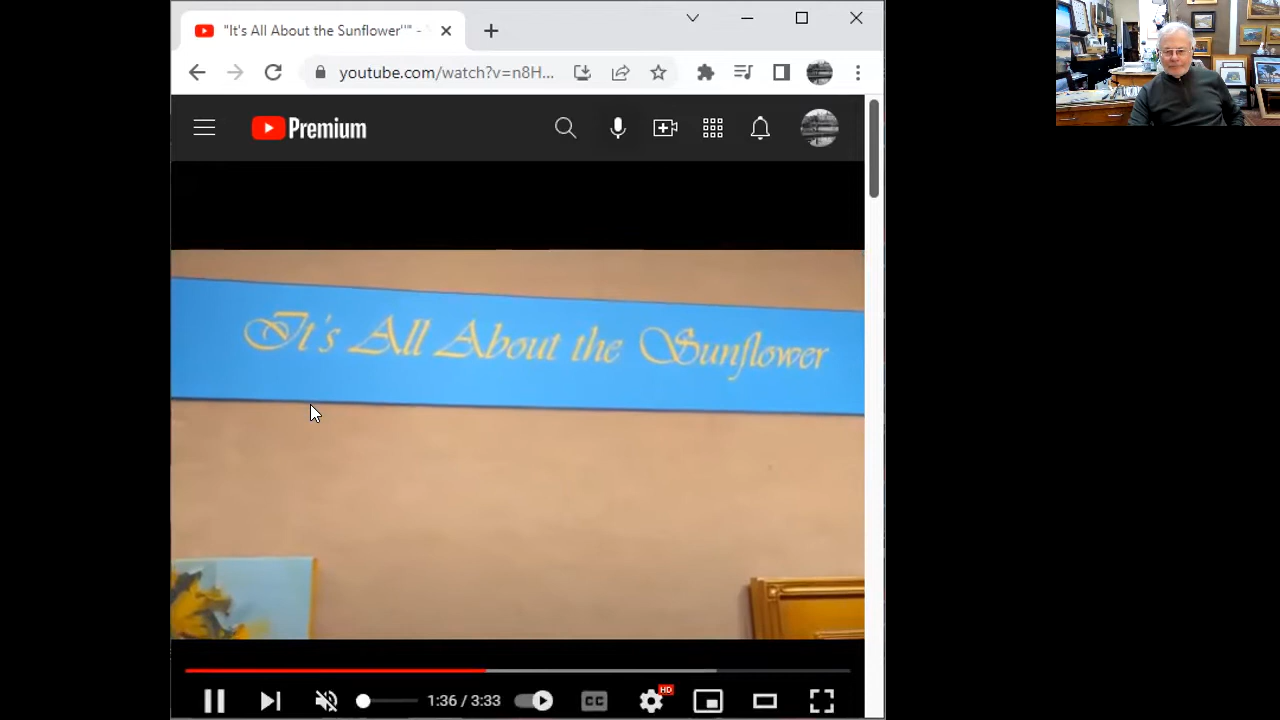 "It's All About the Sunflower"" -
youtube.com/watch?v=n8H...
Premium
It's All About the Sunflower
1:36 / 3:33
CC
HD